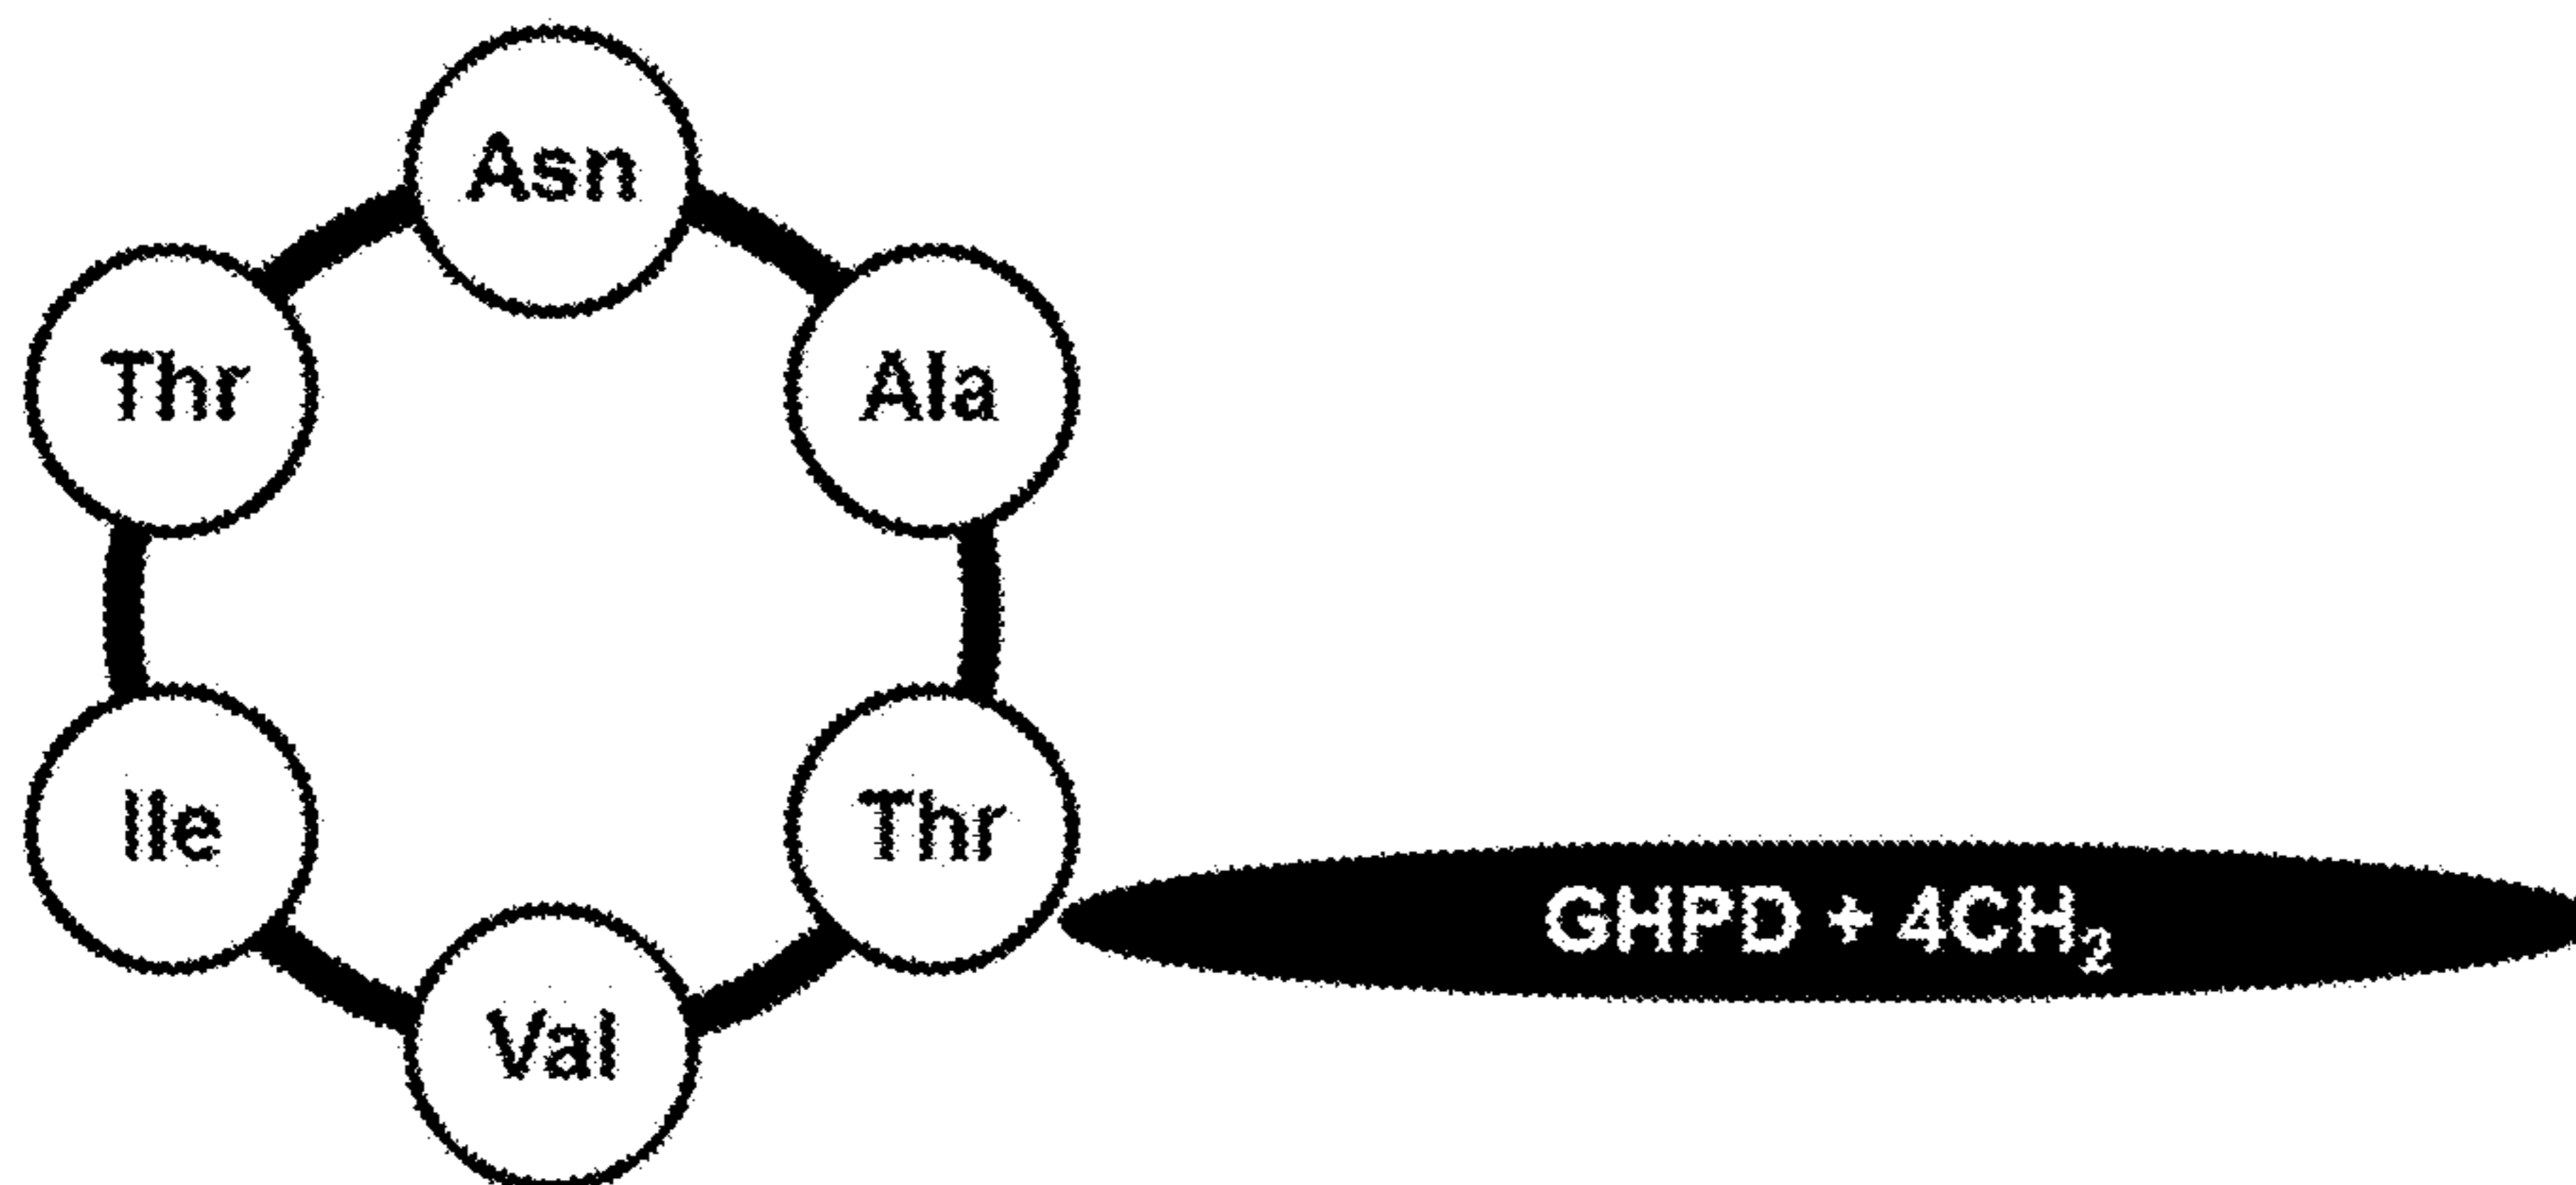 Asn
Thr
Ala
Ile
Thr
GHPD + 4CH₂
Val